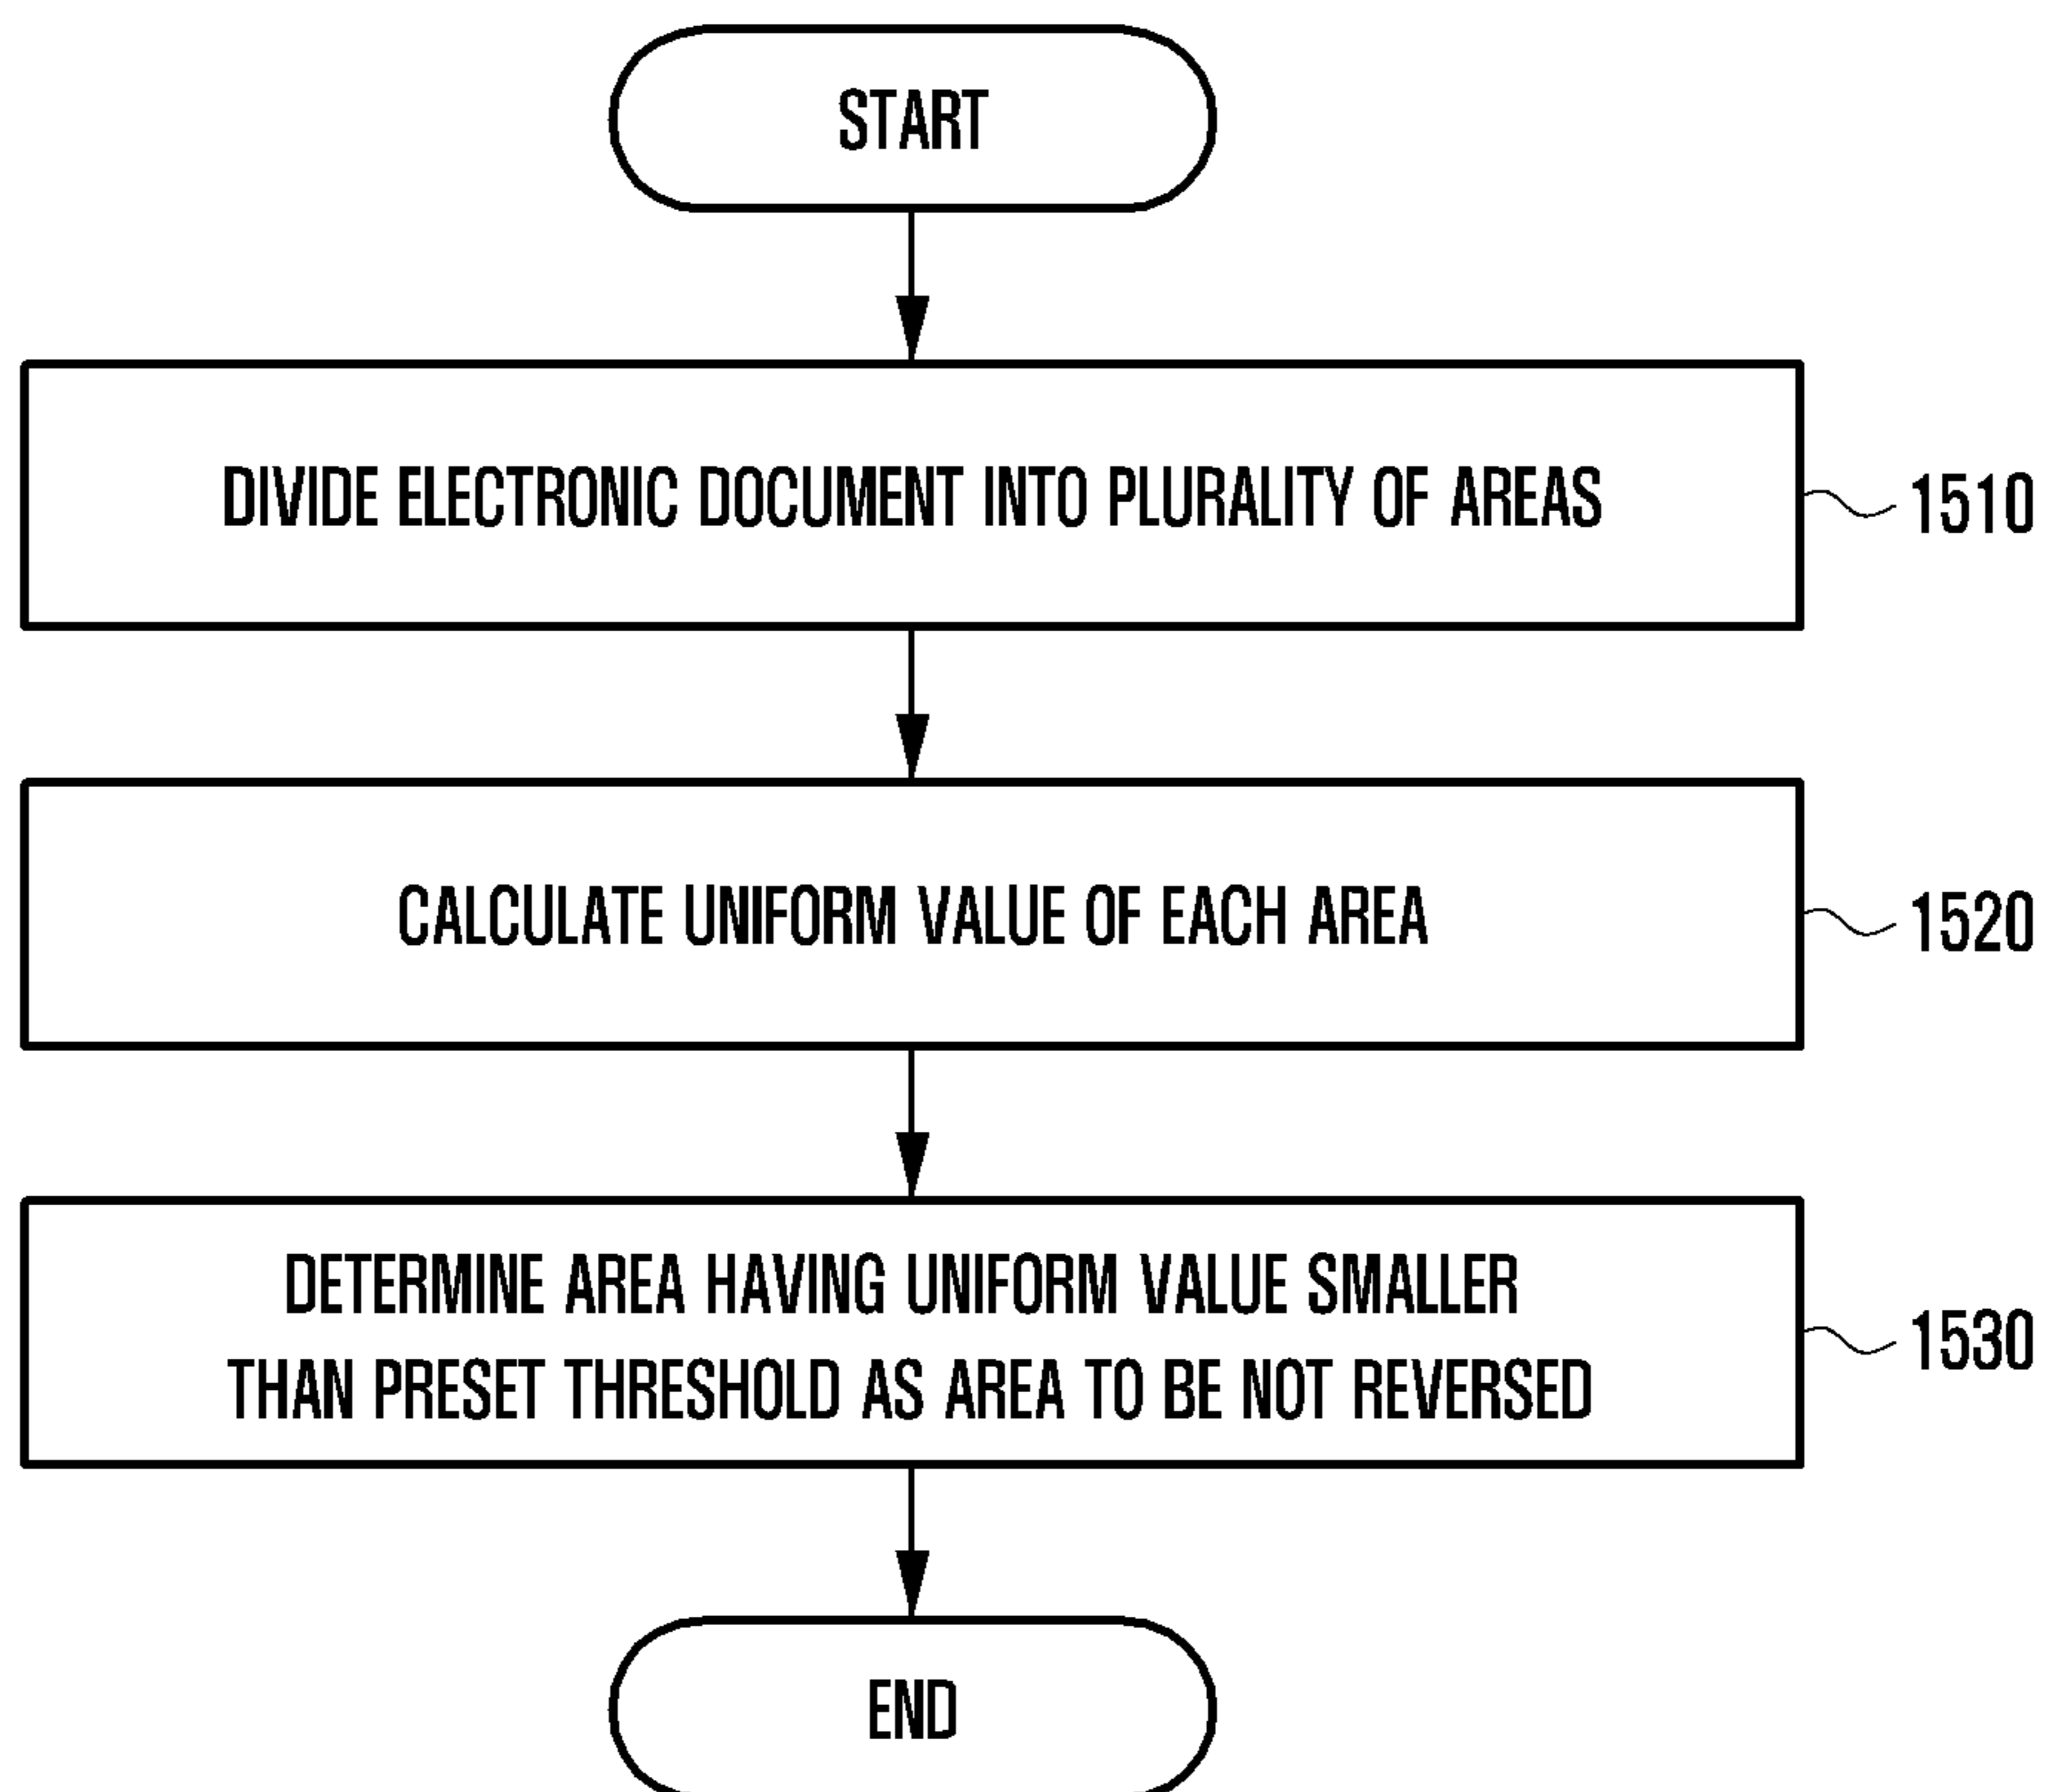 START
DIVIDE ELECTRONIC DOCUMENT INTO PLURALITY OF AREAS
1510
CALCULATE UNIFORM VALUE OF EACH AREA
1520
DETERMINE AREA HAVING UNIFORM VALUE SMALLER
THAN PRESET THRESHOLD AS AREA TO BE NOT REVERSED
1530
END